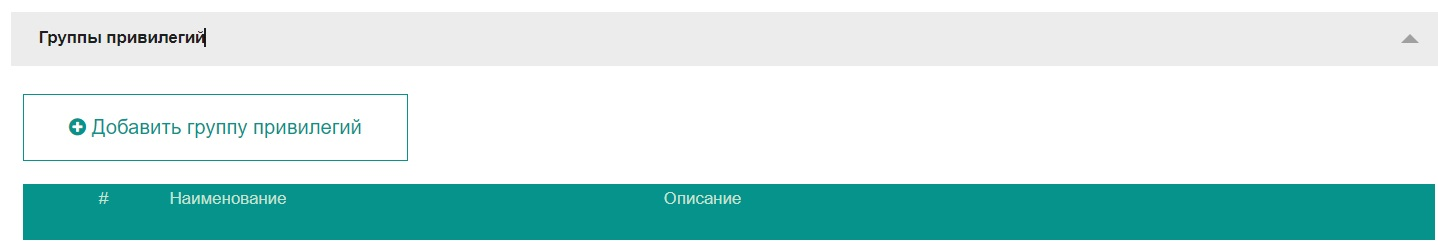 Группы привилегий
Добавить группу привилегий
# Наименование Описание